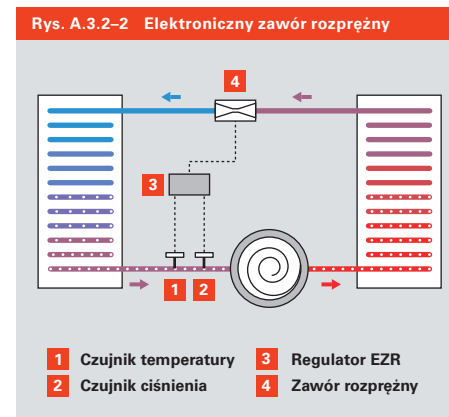 Rys. A.3.2–2 Elektroniczny zawór rozprężny
4
3
1 2
1 Czujnik temperatury 3 Regulator EZR
2 Czujnik ciśnienia 4 Zawór rozprężny